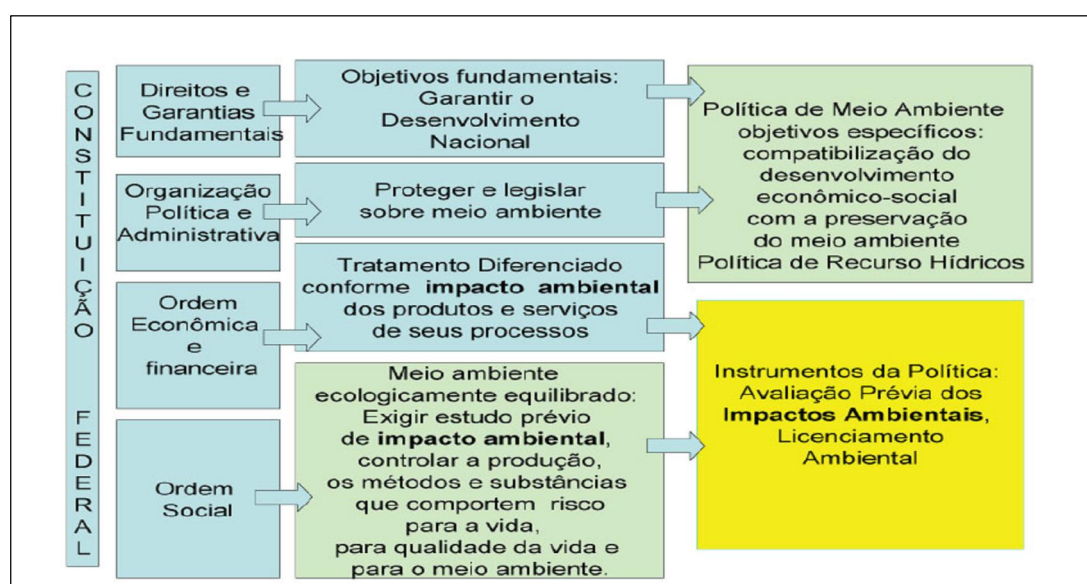 CONSTITUIÇÃO FEDERAL
Direitos e
Garantias
Fundamentais
Objetivos fundamentais:
Garantir o
Desenvolvimento
Nacional
Organização
Política e
Administrativa
Proteger e legislar
sobre meio ambiente
Política de Meio Ambiente
objetivos específicos:
compatibilização do
desenvolvimento
econômico-social
com a preservação
do meio ambiente
Política de Recurso Hídricos
Ordem
Econômica
e
financeira
Tratamento Diferenciado
conforme impacto ambiental
dos produtos e serviços
de seus processos
Ordem
Social
Meio ambiente
ecologicamente equilibrado:
Exigir estudo prévio
de impacto ambiental,
controlar a produção,
os métodos e substâncias
que comportem risco
para a vida,
para qualidade da vida e
para o meio ambiente.
Instrumentos da Política:
Avaliação Prévia dos
Impactos Ambientais,
Licenciamento
Ambiental